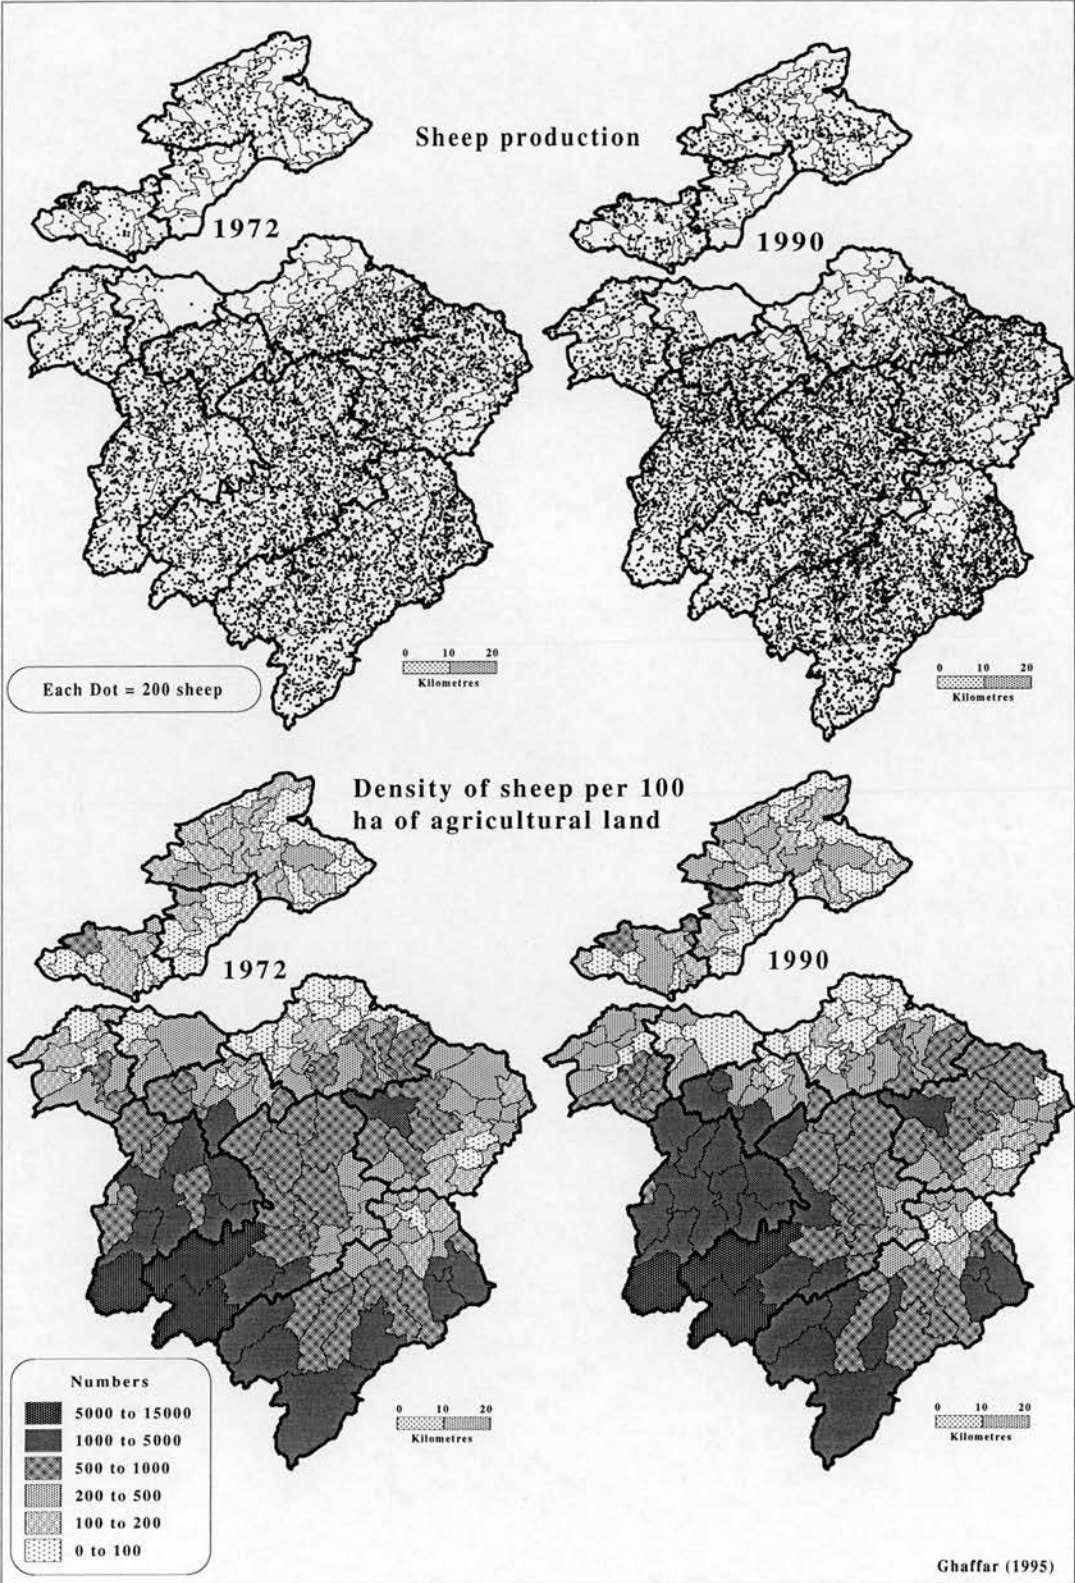 Sheep production
1972
1990
0 10 20
Kilometres
0 10 20
Kilometres
Each Dot = 200 sheep
Density of sheep per 100
ha of agricultural land
1972
1990
Numbers
5000 to 15000
1000 to 5000
500 to 1000
200 to 500
100 to 200
0 to 100
0 10 20
Kilometres
0 10 20
Kilometres
Ghaffar (1995)